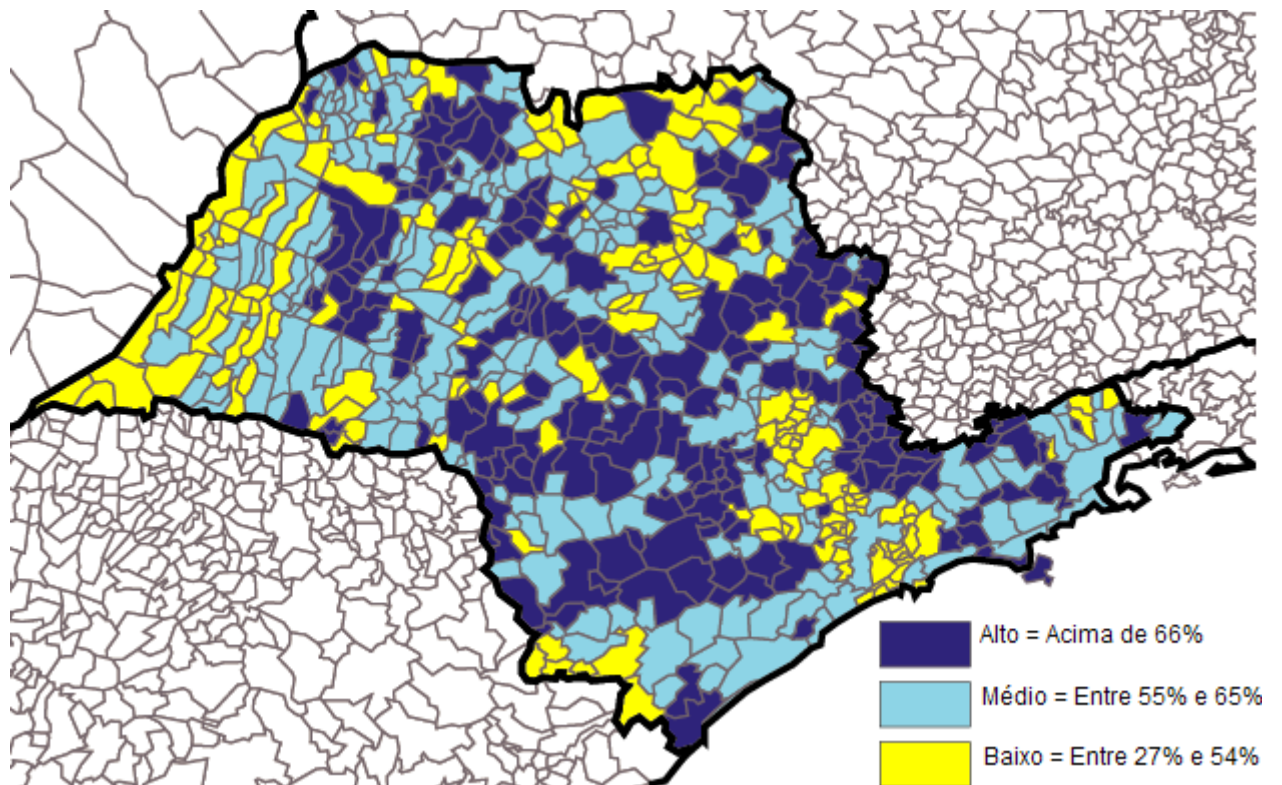 Alto = Acima de 66%
Médio = Entre 55% e 65%
Baixo = Entre 27% e 54%